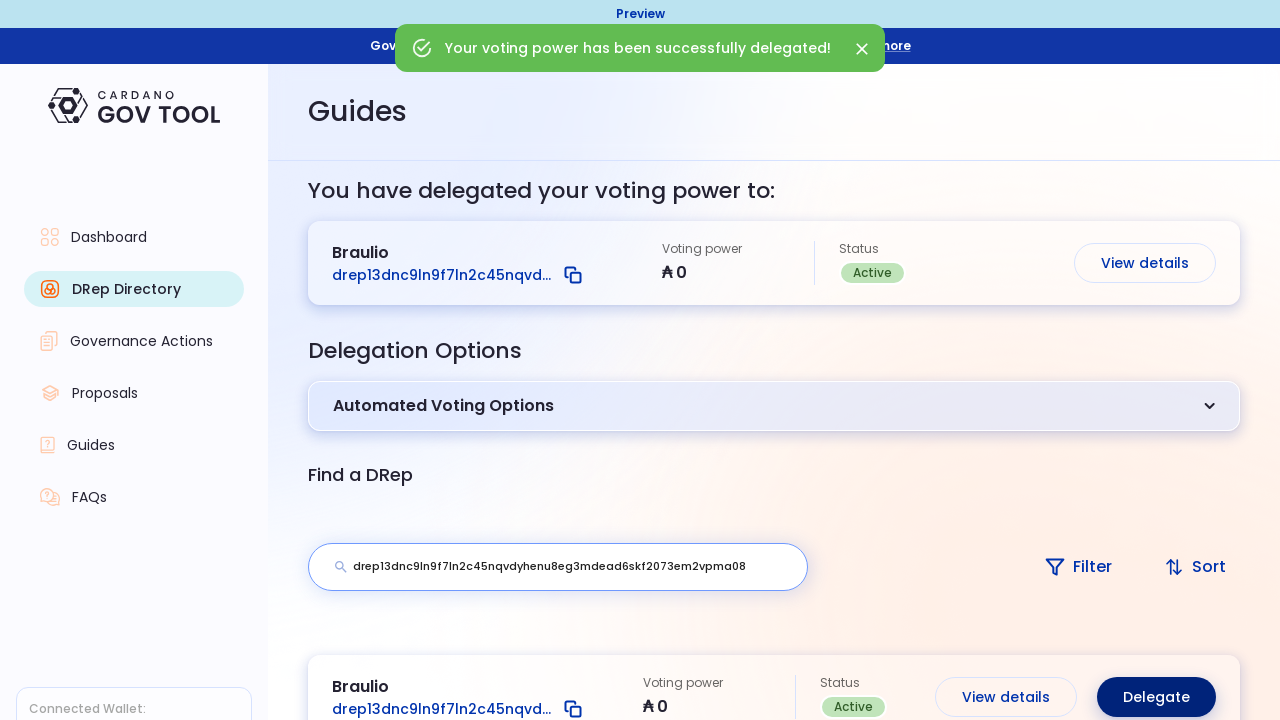 Preview
Your voting power has been successfully delegated!
Gov
more
CARDANO
GOV TOOL
Guides
Dashboard
DRep Directory
Governance Actions
Proposals
Guides
FAQs
Connected Wallet:
You have delegated your voting power to:
Braulio
drep13dnc9ln9f7ln2c45nqvd...
Voting power
₳ 0
Status
Active
View details
Delegation Options
Automated Voting Options
Find a DRep
drep13dnc9ln9f7ln2c45nqvdyhenu8eg3mdead6skf2073em2vpma08
Filter
Sort
Braulio
drep13dnc9ln9f7ln2c45nqvd...
Voting power
₳ 0
Status
Active
View details
Delegate